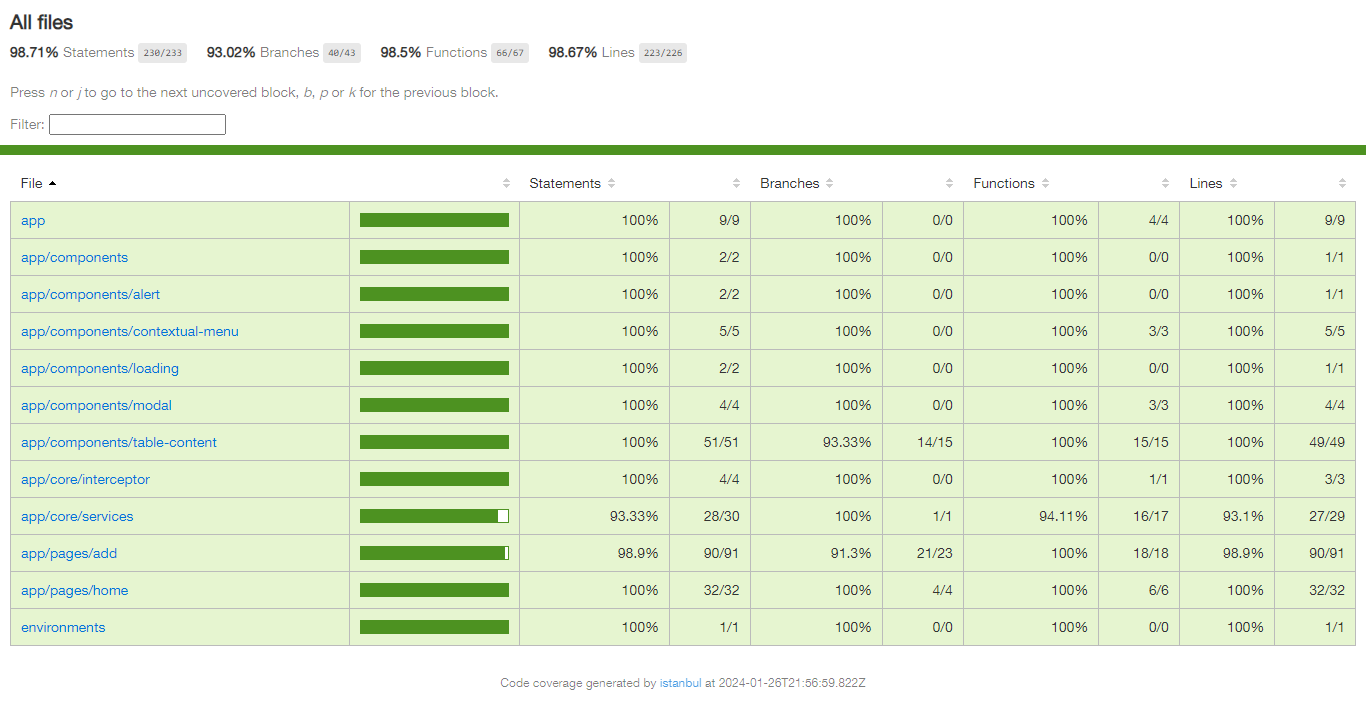 All files
98.71% Statements 230/233 93.02% Branches 40/43 98.5% Functions 66/67 98.67% Lines 223/226
Press n or j to go to the next uncovered block, b, p or k for the previous block.
Filter:
File Statements Branches Functions Lines
app 100% 9/9 100% 0/0 100% 4/4 100% 9/9
app/components 100% 2/2 100% 0/0 100% 0/0 100% 1/1
app/components/alert 100% 2/2 100% 0/0 100% 0/0 100% 1/1
app/components/contextual-menu 100% 5/5 100% 0/0 100% 3/3 100% 5/5
app/components/loading 100% 2/2 100% 0/0 100% 0/0 100% 1/1
app/components/modal 100% 4/4 100% 0/0 100% 3/3 100% 4/4
app/components/table-content 100% 51/51 93.33% 14/15 100% 15/15 100% 49/49
app/core/interceptor 100% 4/4 100% 0/0 100% 1/1 100% 3/3
app/core/services 93.33% 28/30 100% 1/1 94.11% 16/17 93.1% 27/29
app/pages/add 98.9% 90/91 91.3% 21/23 100% 18/18 98.9% 90/91
app/pages/home 100% 32/32 100% 4/4 100% 6/6 100% 32/32
environments 100% 1/1 100% 0/0 100% 0/0 100% 1/1
Code coverage generated by istanbul at 2024-01-26T21:56:59.822Z